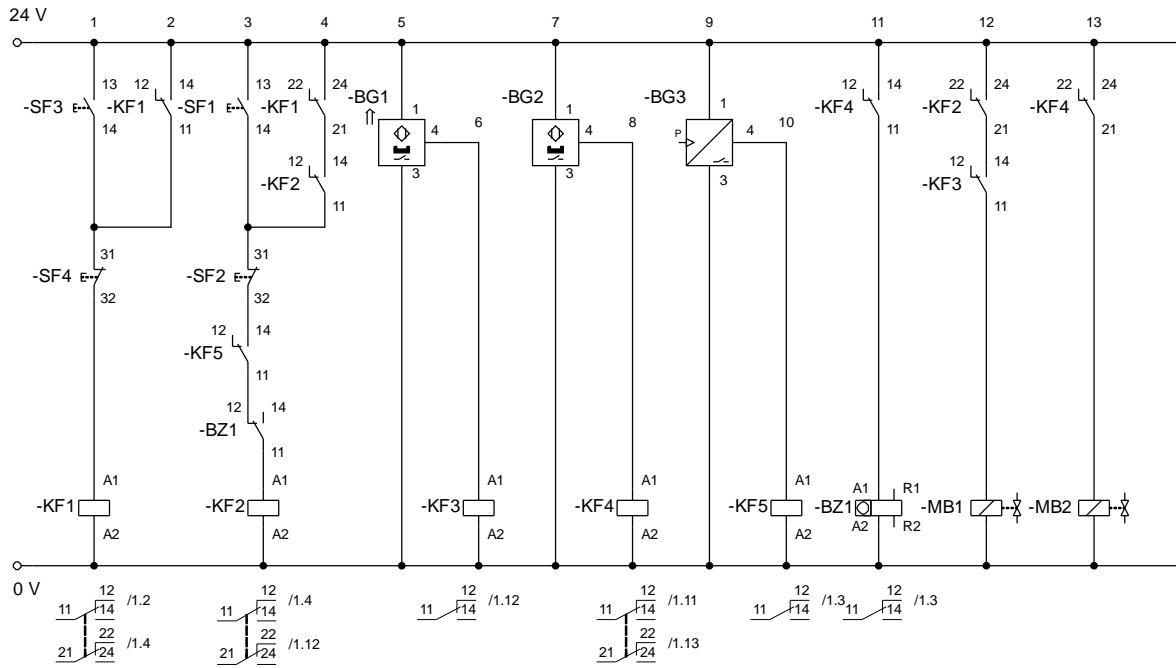 24 V
1 2 3 4 5 7 9 11 12 13
13 12 14 13 22 24 12 14 22 24 22 24
-SF3 -KF1 -SF1 -KF1 -BG1 -BG2 -BG3 -KF4 -KF2 -KF4
1 6 1 8 1 10
14 11 14 21 4 4 P 4 11 21 21
12 14 12 14
-KF2 3 3 3 -KF3
11 11
31 31
-SF4 -SF2
32 32
12 14
-KF5
11
12 14
-BZ1
11
A1 A1 A1 A1 A1 A1 R1
-KF1 -KF2 -KF3 -KF4 -KF5 -BZ1 -MB1 -MB2
A2 A2 A2 A2 A2 A2 R2
0 V
12 12 12 12 12 12
11 14 /1.2 11 14 /1.4 11 14 /1.12 11 14 /1.11 11 14 /1.3 11 14 /1.3
22 22 22
21 24 /1.4 21 24 /1.12 21 24 /1.13